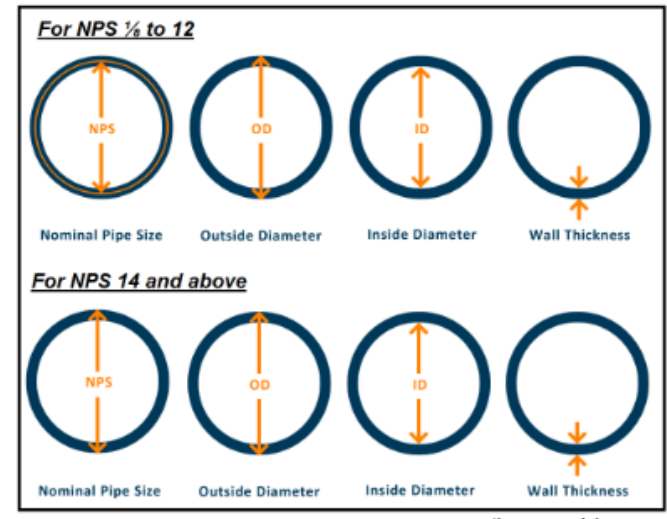 For NPS ⅛ to 12
NPS OD ID
Nominal Pipe Size Outside Diameter Inside Diameter Wall Thickness
For NPS 14 and above
NPS OD ID
Nominal Pipe Size Outside Diameter Inside Diameter Wall Thickness